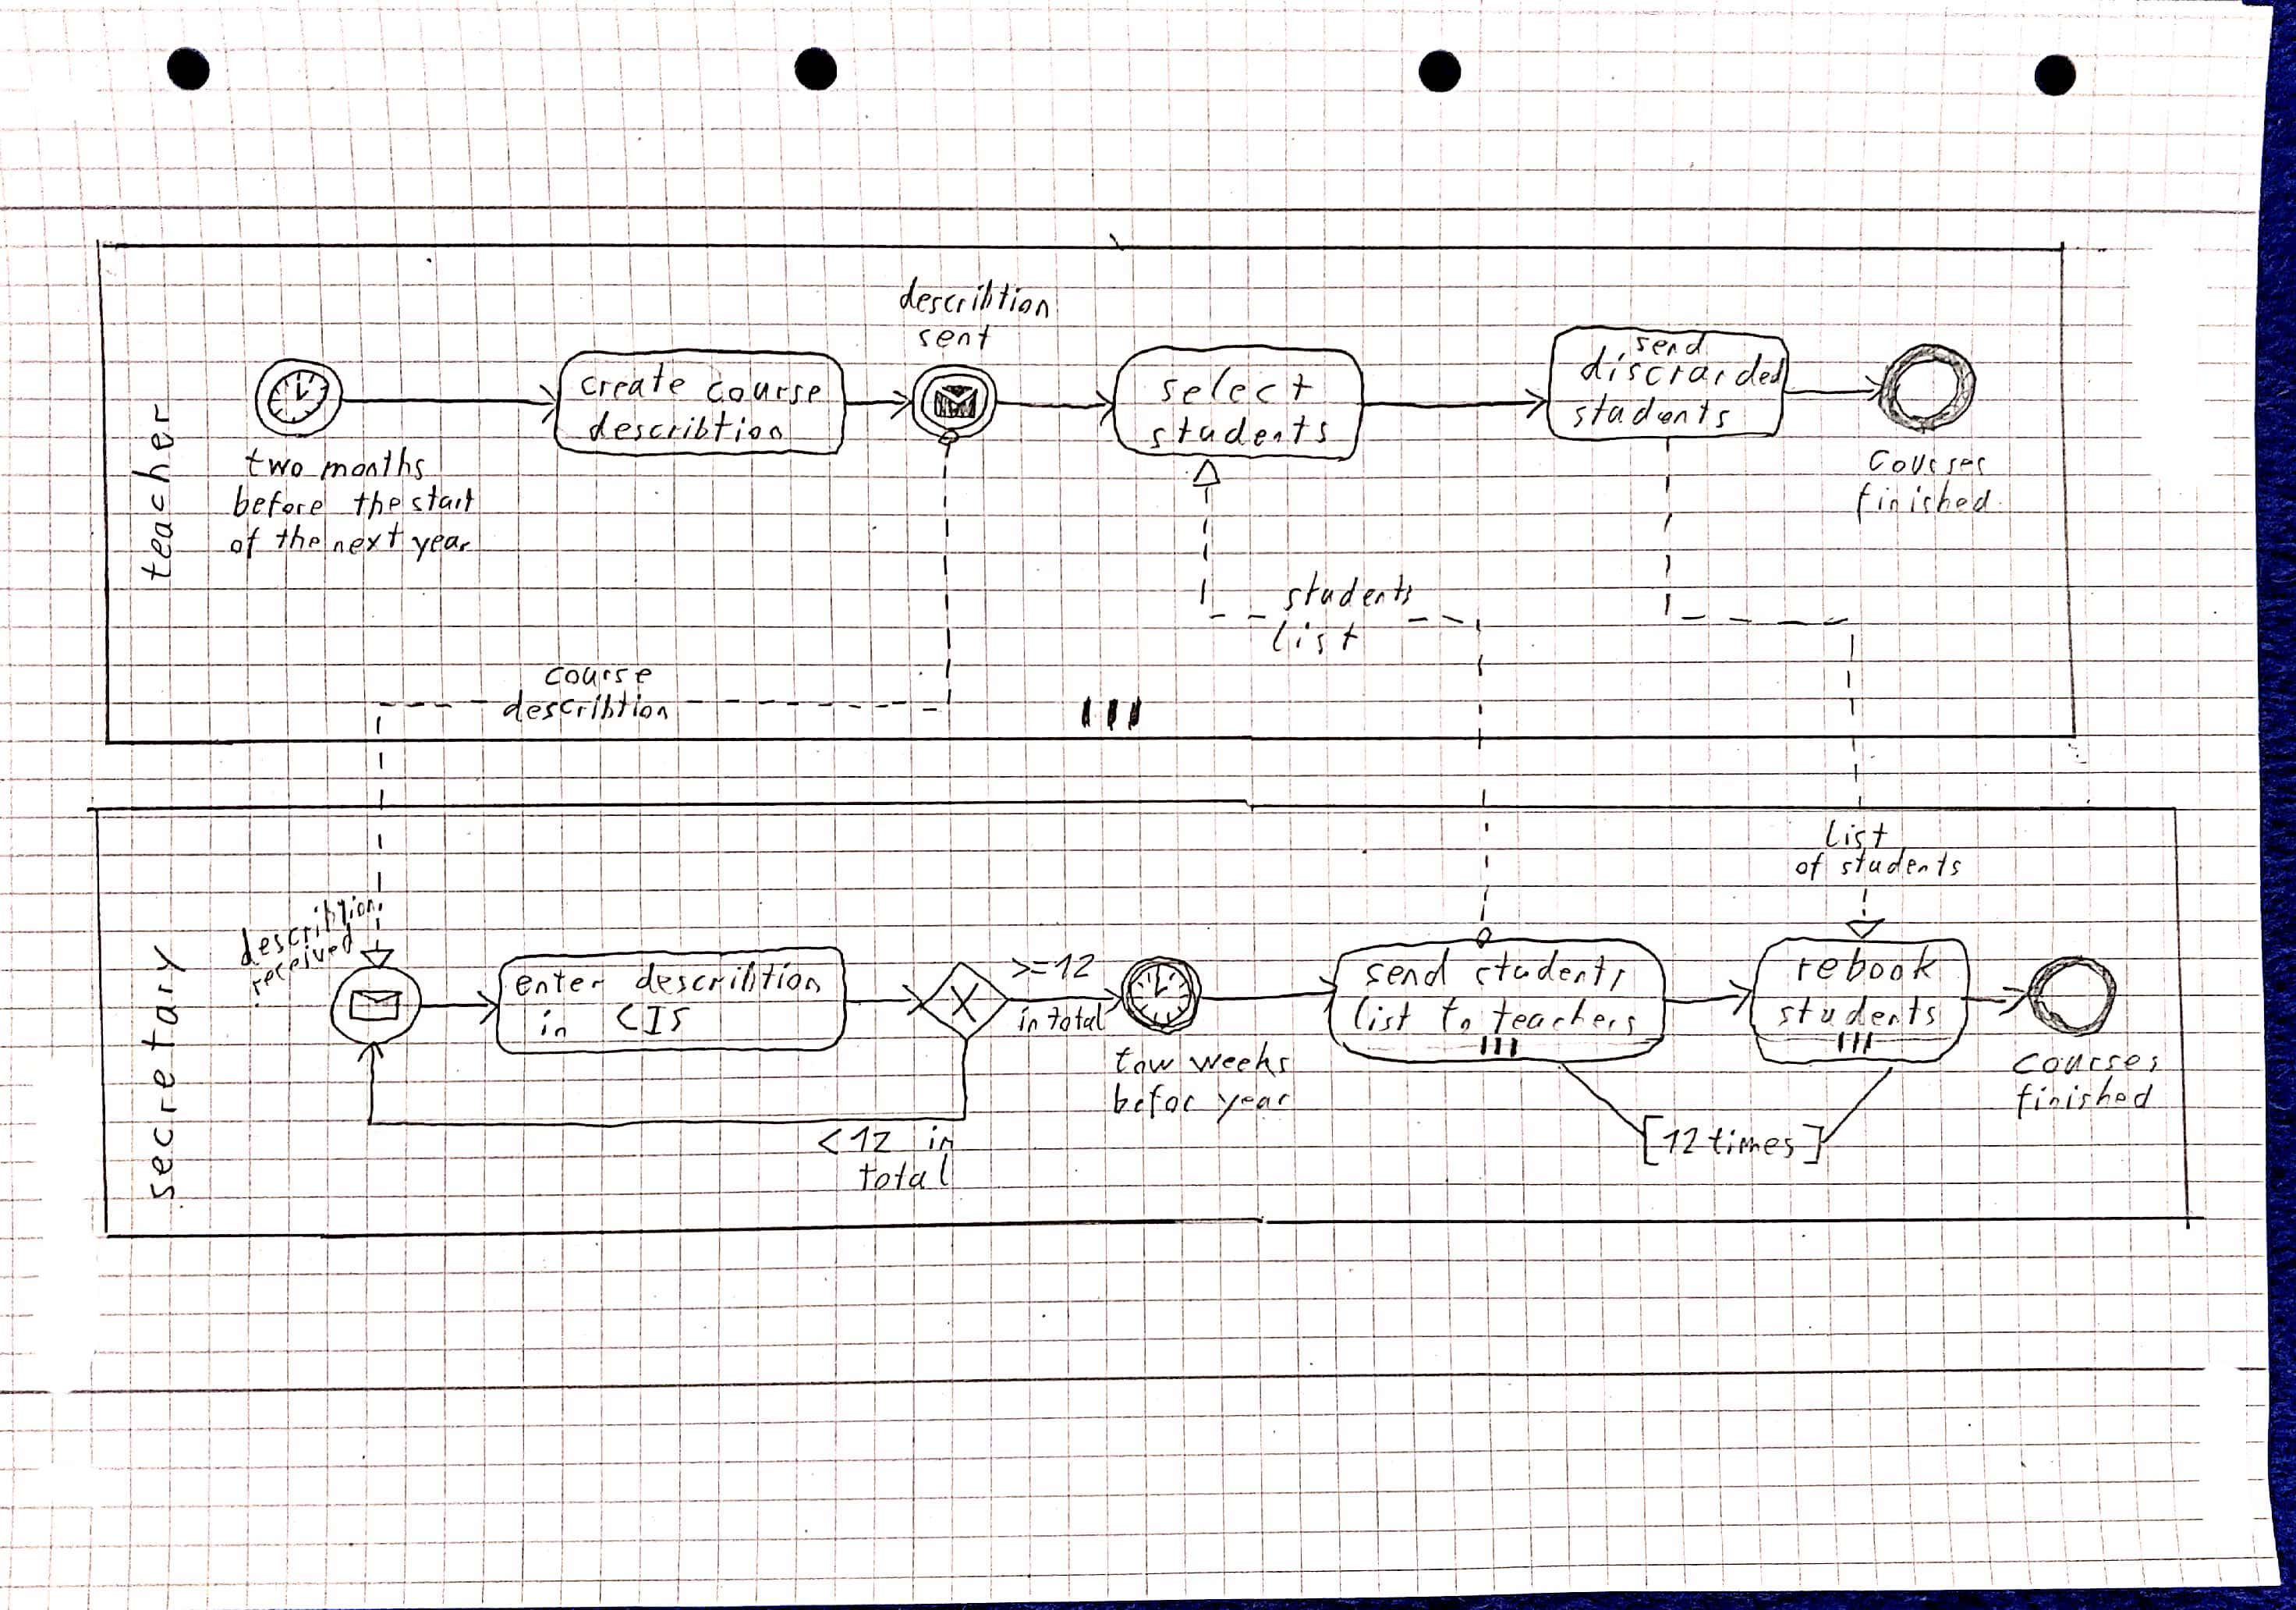 teacher
two months
before the start
of the next year
create course
describtion
describtion
sent
select
students
send
discrarded
students
Courses
finished
students
list
course
describtion
secretary
describtion
received
enter describtion
in CIS
X
>=12
in total
<12 in
total
tow weeks
befor year
send students
list to teachers
list
of students
rebook
students
[12 times]
courses
finished